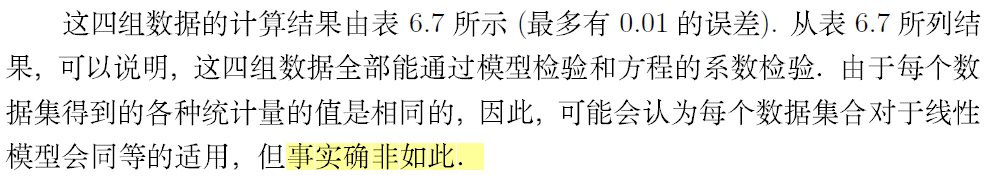 这四组数据的计算结果由表 6.7 所示 (最多有 0.01 的误差). 从表 6.7 所列结
果, 可以说明, 这四组数据全部能通过模型检验和方程的系数检验. 由于每个数
据集得到的各种统计量的值是相同的, 因此, 可能会认为每个数据集合对于线性
模型会同等的适用, 但事实确非如此.